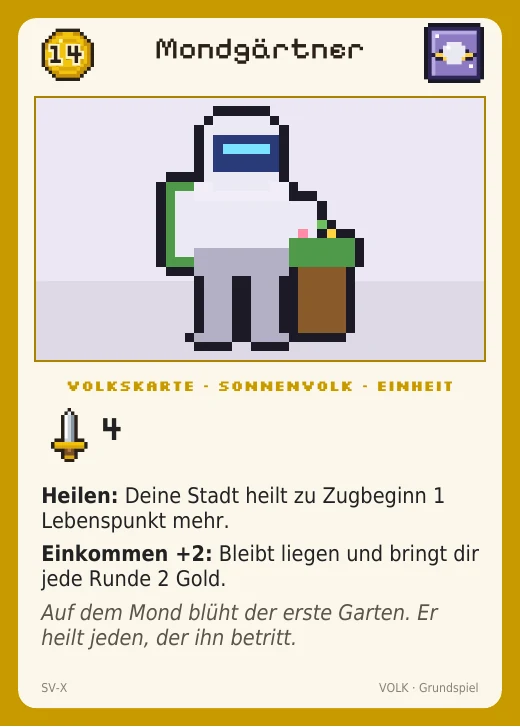 14
Mondgärtner
VOLKSKARTE - SONNENVOLK - EINHEIT
4
Heilen: Deine Stadt heilt zu Zugbeginn 1
Lebenspunkt mehr.
Einkommen +2: Bleibt liegen und bringt dir
jede Runde 2 Gold.
Auf dem Mond blüht der erste Garten. Er
heilt jeden, der ihn betritt.
SV-X
VOLK · Grundspiel